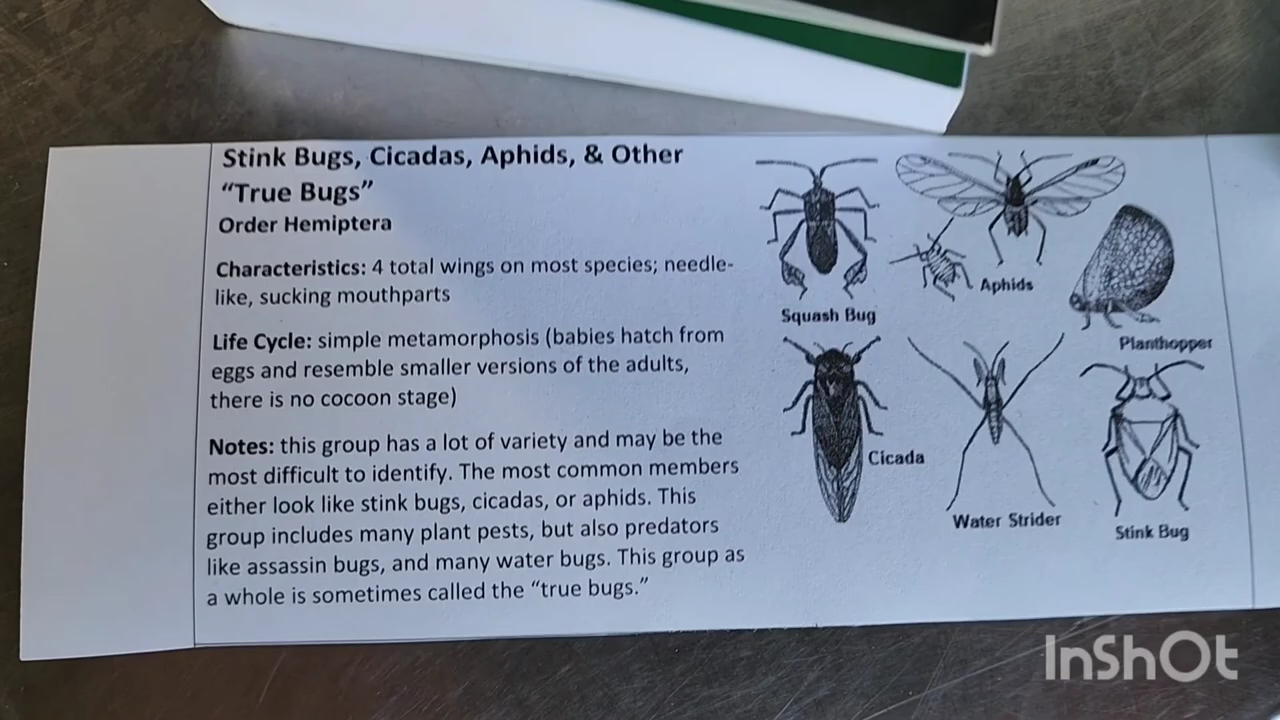 Stink Bugs, Cicadas, Aphids, & Other
“True Bugs”
Order Hemiptera
Characteristics: 4 total wings on most species; needle-
like, sucking mouthparts
Life Cycle: simple metamorphosis (babies hatch from
eggs and resemble smaller versions of the adults,
there is no cocoon stage)
Notes: this group has a lot of variety and may be the
most difficult to identify. The most common members
either look like stink bugs, cicadas, or aphids. This
group includes many plant pests, but also predators
like assassin bugs, and many water bugs. This group as
a whole is sometimes called the “true bugs.”
Squash Bug
Aphids
Planthopper
Cicada
Water Strider
Stink Bug
InShOt